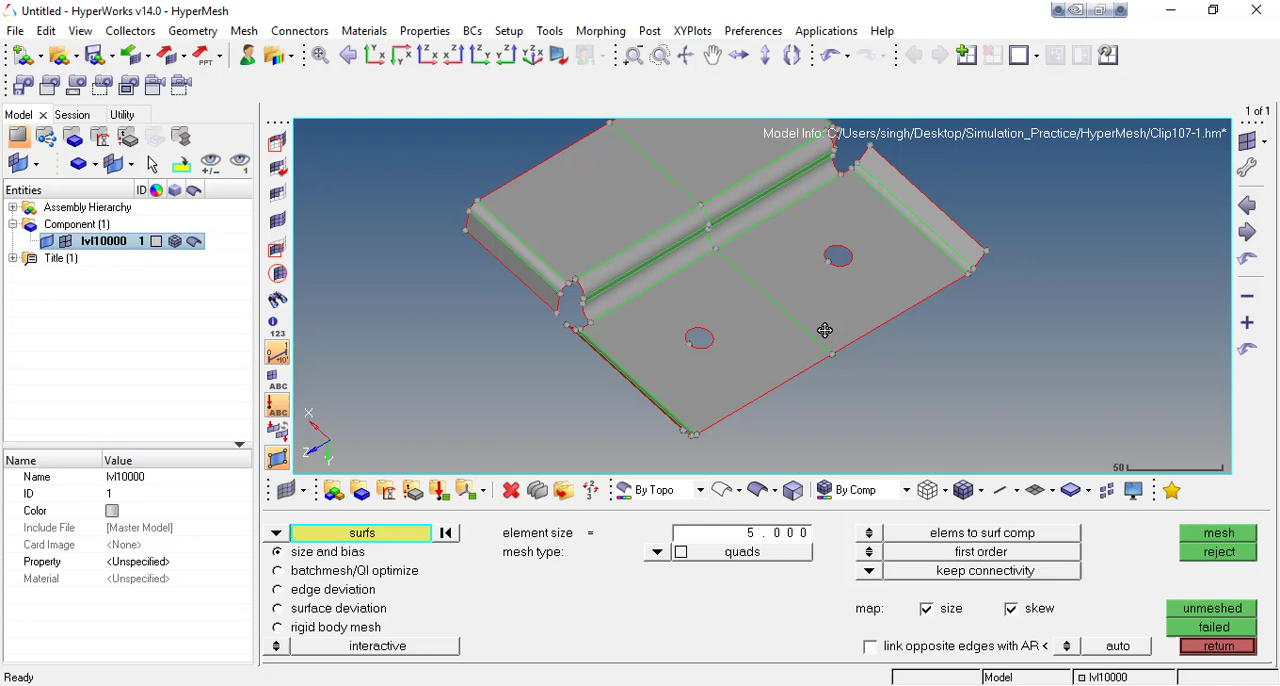 Untitled - HyperWorks v14.0 - HyperMesh
File Edit View Collectors Geometry Mesh Connectors Materials Properties BCs Setup Tools Morphing Post XYPlots Preferences Applications Help
PPT
Model Session Utility
1 of 1
Model Info: C:/Users/singh/Desktop/Simulation_Practice/HyperMesh/Clip107-1.hm*
Entities ID
Assembly Hierarchy
Component (1)
lvl10000 1
Title (1)
123
ABC
ABC
X
Z
Y
50
Name Value
Name lvl10000
ID 1
Color
Include File [Master Model]
Card Image <None>
Property <Unspecified>
Material <Unspecified>
By Topo By Comp
surfs element size = 5.000 elems to surf comp mesh
size and bias mesh type: quads first order reject
batchmesh/QI optimize keep connectivity
edge deviation
surface deviation map: size skew unmeshed
rigid body mesh failed
interactive link opposite edges with AR < auto return
Ready Model lvl10000